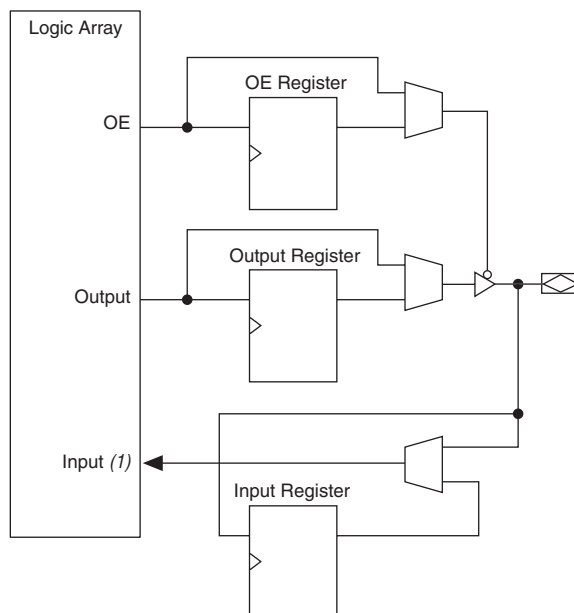 Logic Array
OE Register
OE
Output Register
Output
Input (1)
Input Register